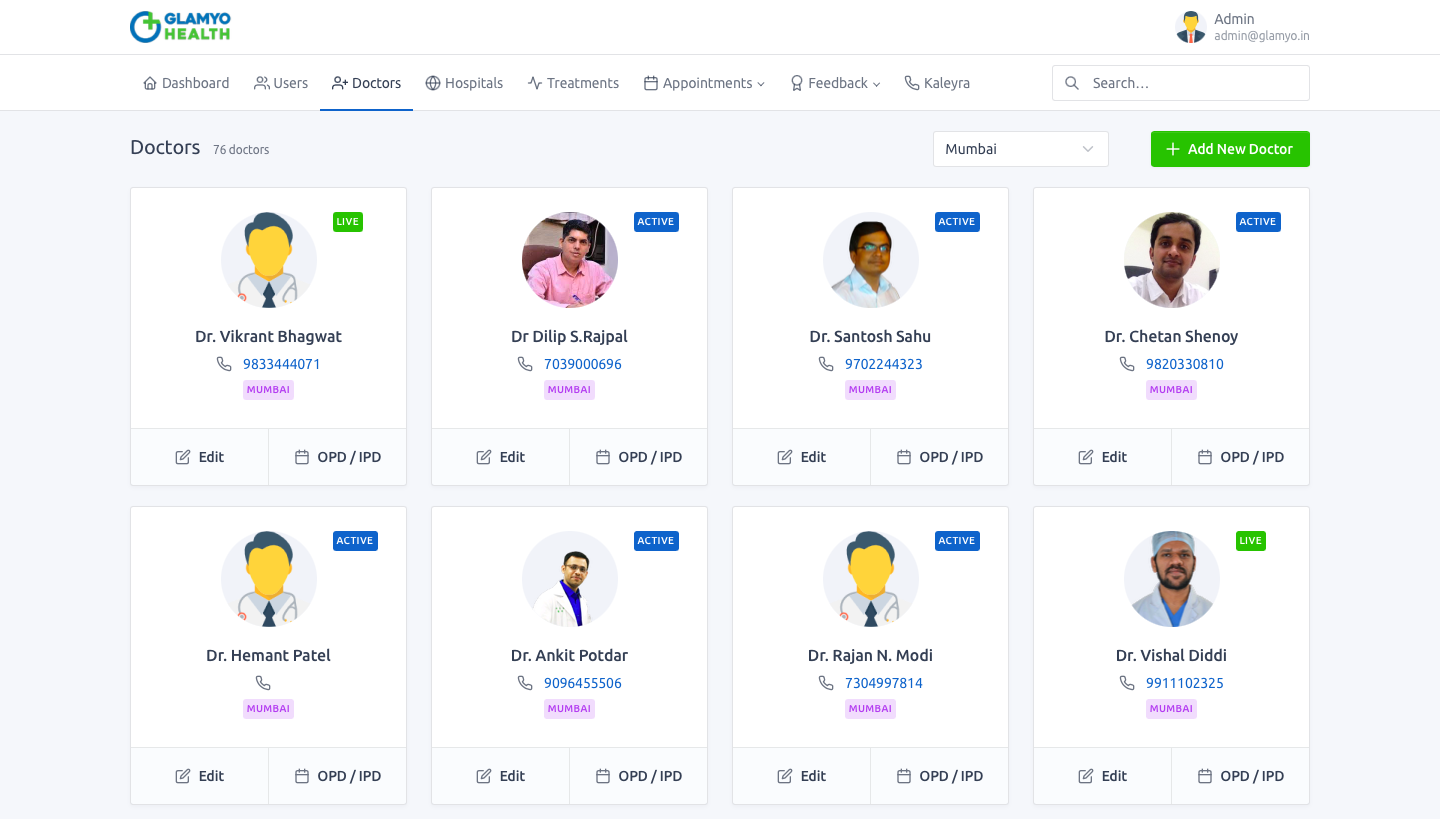 GLAMYO
HEALTH
Admin
admin@glamyo.in
Dashboard Users Doctors Hospitals Treatments Appointments Feedback Kaleyra Search...
Doctors 76 doctors Mumbai + Add New Doctor
LIVE ACTIVE ACTIVE ACTIVE
Dr. Vikrant Bhagwat Dr Dilip S.Rajpal Dr. Santosh Sahu Dr. Chetan Shenoy
9833444071 7039000696 9702244323 9820330810
MUMBAI MUMBAI MUMBAI MUMBAI
Edit OPD / IPD Edit OPD / IPD Edit OPD / IPD Edit OPD / IPD
ACTIVE ACTIVE ACTIVE LIVE
Dr. Hemant Patel Dr. Ankit Potdar Dr. Rajan N. Modi Dr. Vishal Diddi
9096455506 7304997814 9911102325
MUMBAI MUMBAI MUMBAI MUMBAI
Edit OPD / IPD Edit OPD / IPD Edit OPD / IPD Edit OPD / IPD